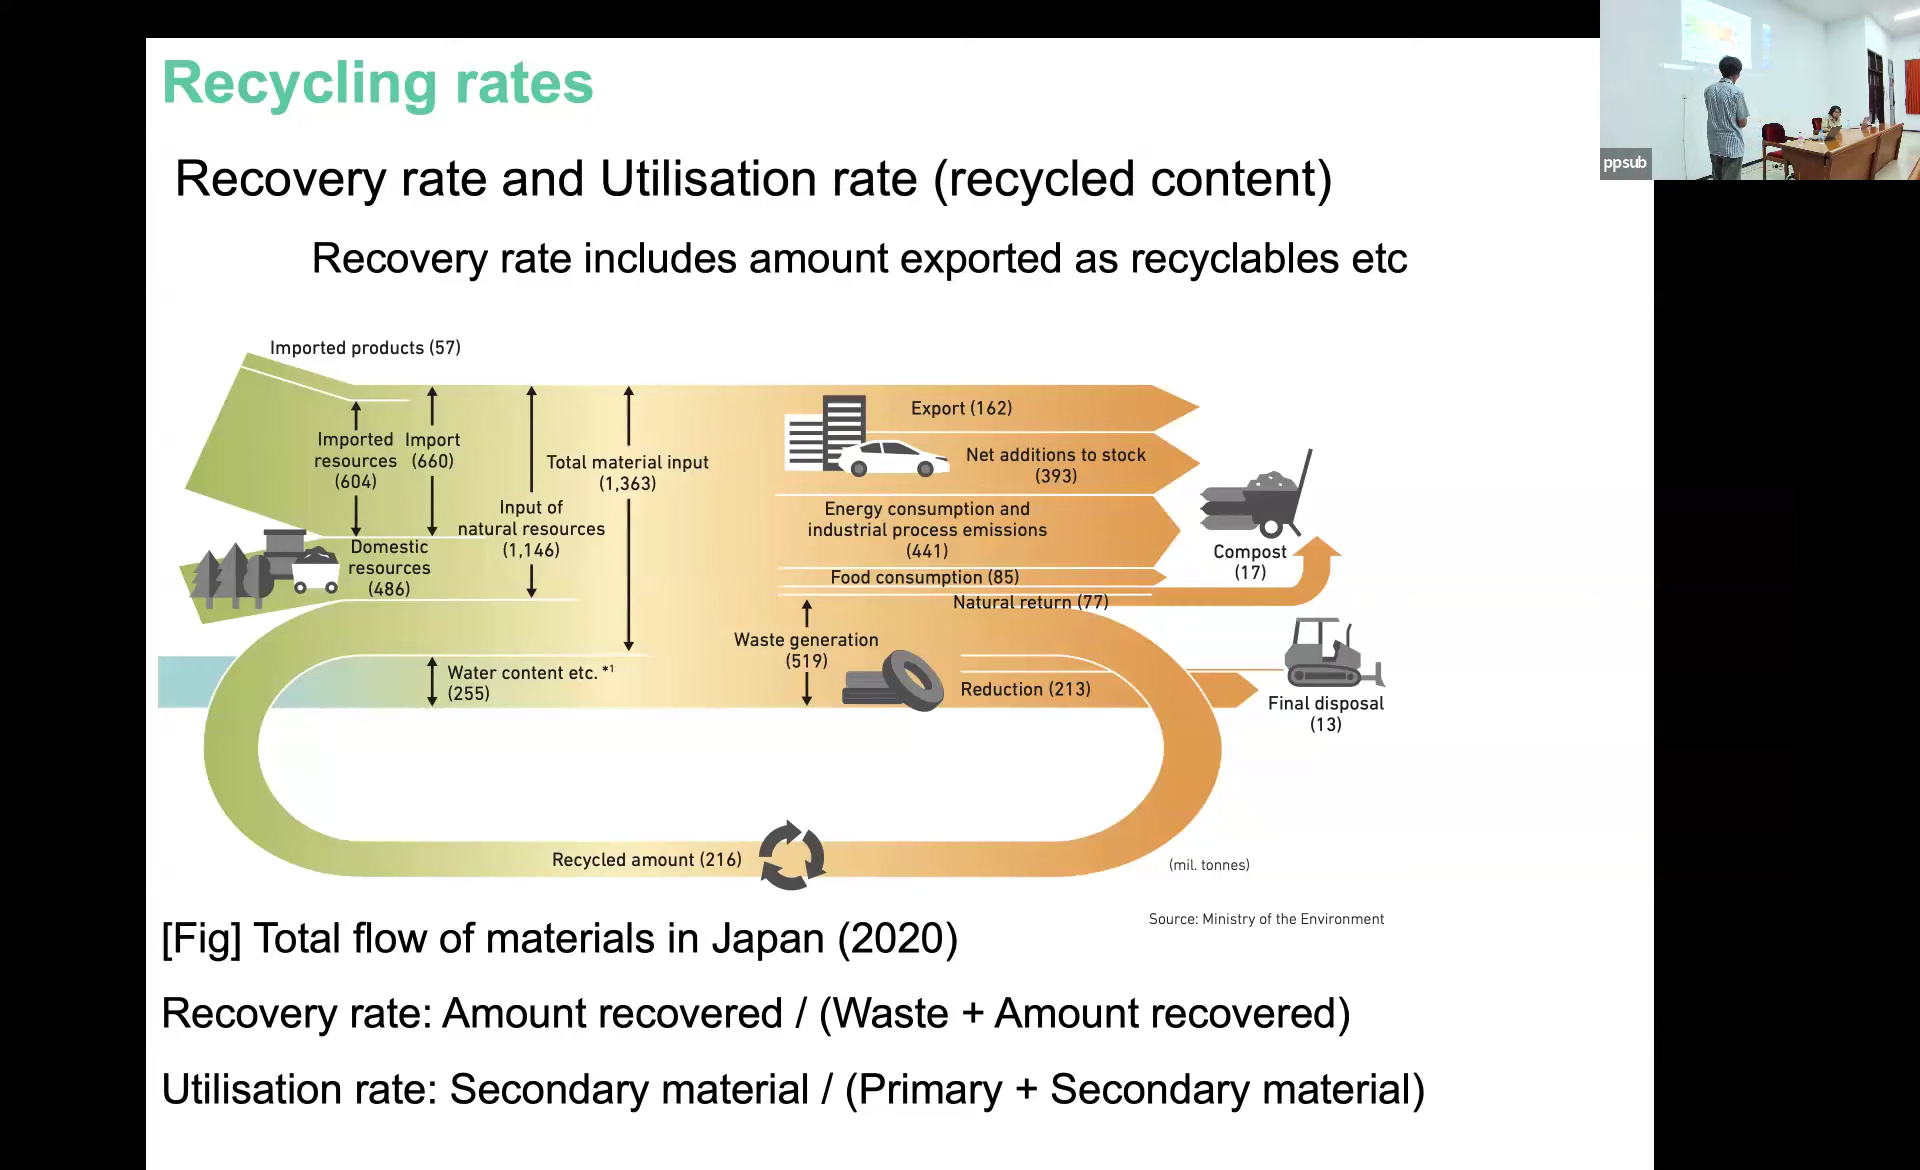 Recycling rates
ppsub
Recovery rate and Utilisation rate (recycled content)
Recovery rate includes amount exported as recyclables etc
Imported products (57)
Imported
resources
(604)
Import
(660)
Total material input
(1,363)
Input of
natural resources
(1,146)
Domestic
resources
(486)
Water content etc. *1
(255)
Export (162)
Net additions to stock
(393)
Energy consumption and
industrial process emissions
(441)
Food consumption (85)
Natural return (77)
Waste generation
(519)
Reduction (213)
Compost
(17)
Final disposal
(13)
Recycled amount (216)
(mil. tonnes)
Source: Ministry of the Environment
[Fig] Total flow of materials in Japan (2020)
Recovery rate: Amount recovered / (Waste + Amount recovered)
Utilisation rate: Secondary material / (Primary + Secondary material)